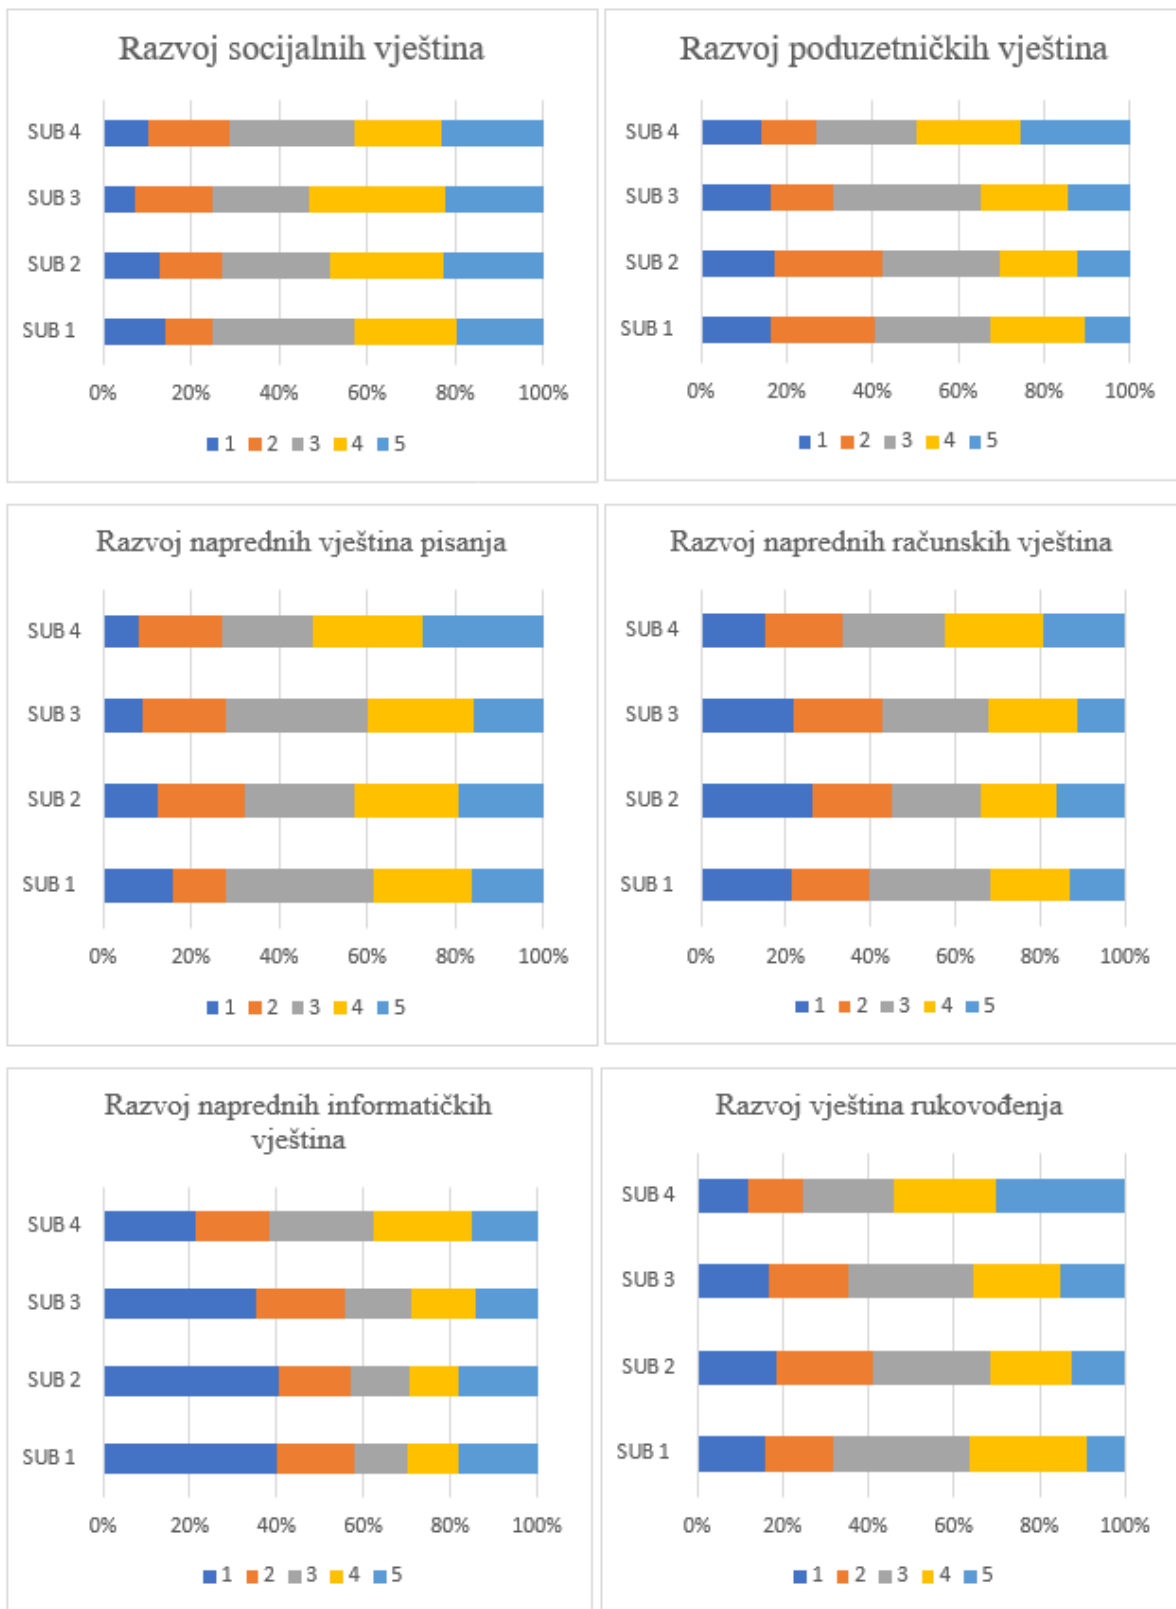 Razvoj socijalnih vještina
SUB 4
SUB 3
SUB 2
SUB 1
0% 20% 40% 60% 80% 100%
1 2 3 4 5
Razvoj poduzetničkih vještina
SUB 4
SUB 3
SUB 2
SUB 1
0% 20% 40% 60% 80% 100%
1 2 3 4 5
Razvoj naprednih vještina pisanja
SUB 4
SUB 3
SUB 2
SUB 1
0% 20% 40% 60% 80% 100%
1 2 3 4 5
Razvoj naprednih računskih vještina
SUB 4
SUB 3
SUB 2
SUB 1
0% 20% 40% 60% 80% 100%
1 2 3 4 5
Razvoj naprednih informatičkih
vještina
SUB 4
SUB 3
SUB 2
SUB 1
0% 20% 40% 60% 80% 100%
1 2 3 4 5
Razvoj vještina rukovođenja
SUB 4
SUB 3
SUB 2
SUB 1
0% 20% 40% 60% 80% 100%
1 2 3 4 5